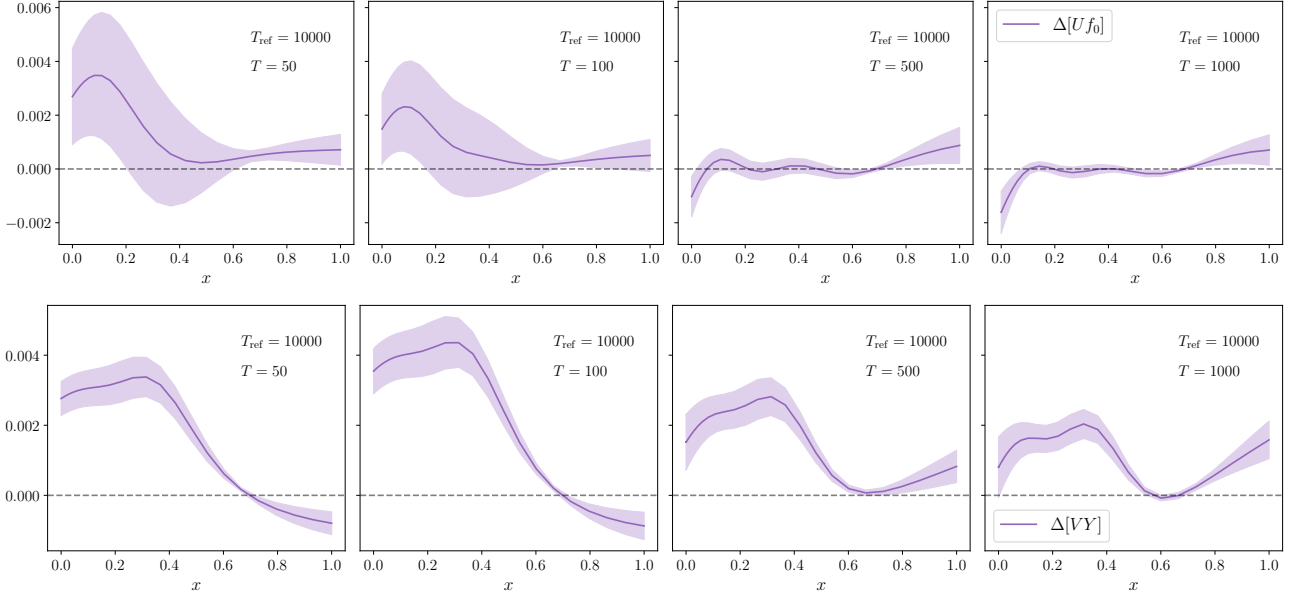 0.006
0.004
0.002
0.000
−0.002
T_ref = 10000
T = 50
0.0 0.2 0.4 0.6 0.8 1.0
x
T_ref = 10000
T = 100
0.0 0.2 0.4 0.6 0.8 1.0
x
T_ref = 10000
T = 500
0.0 0.2 0.4 0.6 0.8 1.0
x
Δ[Uf₀]
T_ref = 10000
T = 1000
0.0 0.2 0.4 0.6 0.8 1.0
x
0.004
0.002
0.000
T_ref = 10000
T = 50
0.0 0.2 0.4 0.6 0.8 1.0
x
T_ref = 10000
T = 100
0.0 0.2 0.4 0.6 0.8 1.0
x
T_ref = 10000
T = 500
0.0 0.2 0.4 0.6 0.8 1.0
x
T_ref = 10000
T = 1000
Δ[VY]
0.0 0.2 0.4 0.6 0.8 1.0
x